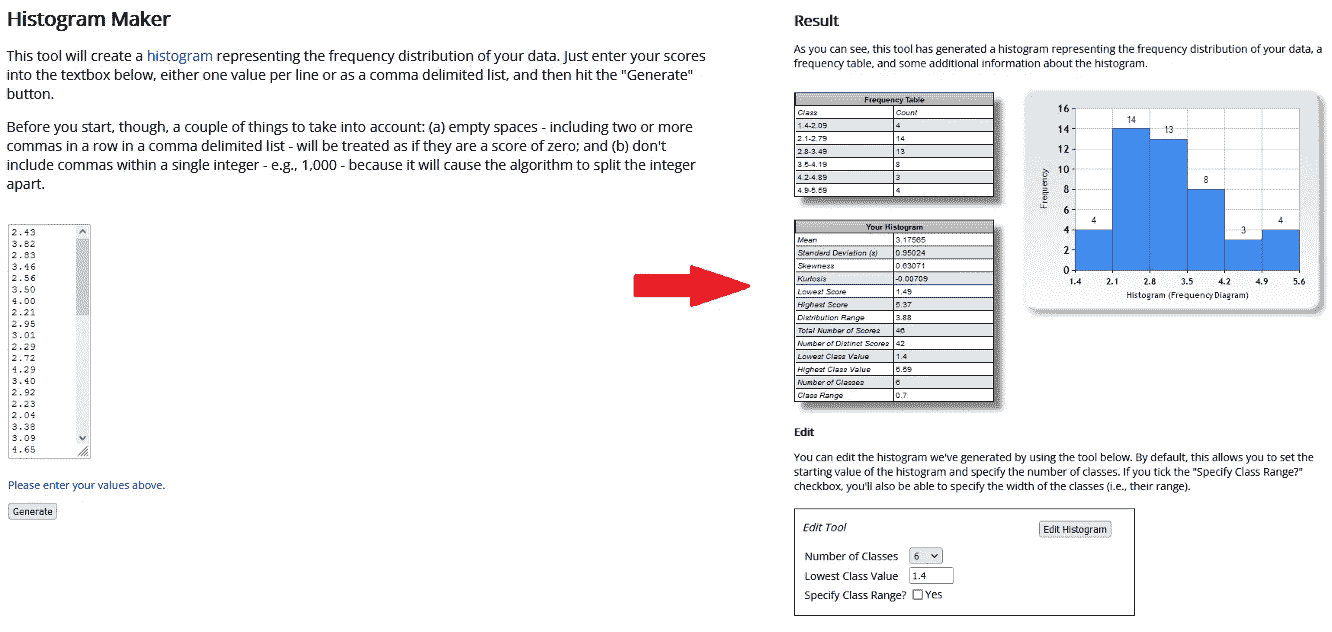 Histogram Maker
This tool will create a histogram representing the frequency distribution of your data. Just enter your scores
into the textbox below, either one value per line or as a comma delimited list, and then hit the "Generate"
button.
Before you start, though, a couple of things to take into account: (a) empty spaces - including two or more
commas in a row in a comma delimited list - will be treated as if they are a score of zero; and (b) don't
include commas within a single integer - e.g., 1,000 - because it will cause the algorithm to split the integer
apart.
2.43
3.82
2.83
3.46
2.56
3.50
4.00
2.21
2.95
3.01
2.29
2.72
4.29
3.40
2.92
2.23
2.04
3.38
3.09
4.65
Please enter your values above.
Generate
Result
As you can see, this tool has generated a histogram representing the frequency distribution of your data, a
frequency table, and some additional information about the histogram.
Frequency Table
Class Count
1.4-2.09 4
2.1-2.79 14
2.8-3.49 13
3.5-4.19 8
4.2-4.89 3
4.9-5.59 4
Your Histogram
Mean 3.17565
Standard Deviation (s) 0.95024
Skewness 0.63071
Kurtosis -0.00709
Lowest Score 1.49
Highest Score 5.37
Distribution Range 3.88
Total Number of Scores 46
Number of Distinct Scores 42
Lowest Class Value 1.4
Highest Class Value 5.59
Number of Classes 6
Class Range 0.7
Frequency
16
14
12
10
8
6
4
2
0
4 14 13 8 3 4
1.4 2.1 2.8 3.5 4.2 4.9 5.6
Histogram (Frequency Diagram)
Edit
You can edit the histogram we've generated by using the tool below. By default, this allows you to set the
starting value of the histogram and specify the number of classes. If you tick the "Specify Class Range?"
checkbox, you'll also be able to specify the width of the classes (i.e., their range).
Edit Tool
Edit Histogram
Number of Classes 6
Lowest Class Value 1.4
Specify Class Range? Yes